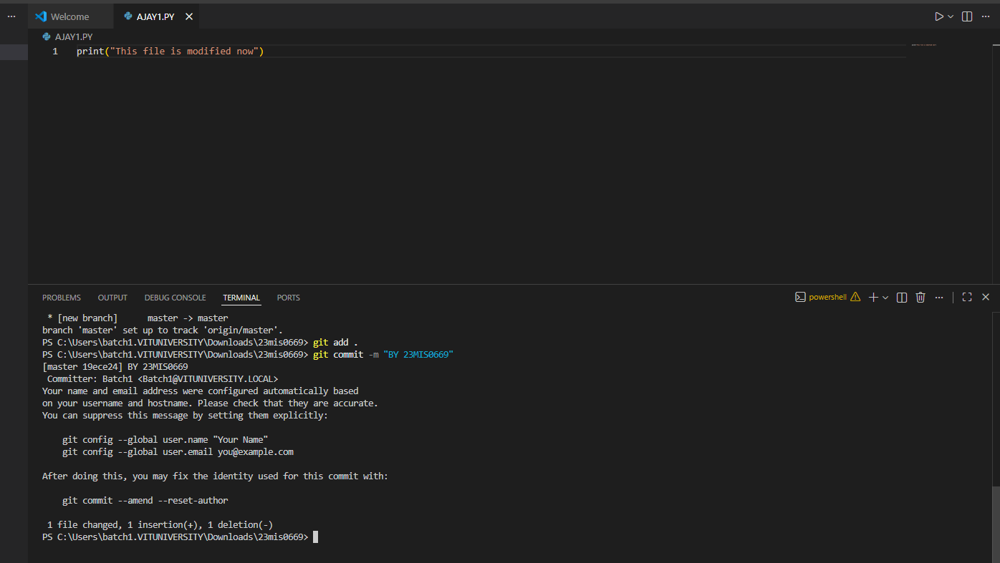 Welcome
AJAY1.PY
AJAY1.PY
1 print("This file is modified now")
PROBLEMS OUTPUT DEBUG CONSOLE TERMINAL PORTS
powershell
* [new branch] master -> master
branch 'master' set up to track 'origin/master'.
PS C:\Users\batch1.VITUNIVERSITY\Downloads\23mis0669> git add .
PS C:\Users\batch1.VITUNIVERSITY\Downloads\23mis0669> git commit -m "BY 23MIS0669"
[master 19ece24] BY 23MIS0669
Committer: Batch1 <Batch1@VITUNIVERSITY.LOCAL>
Your name and email address were configured automatically based
on your username and hostname. Please check that they are accurate.
You can suppress this message by setting them explicitly:
git config --global user.name "Your Name"
git config --global user.email you@example.com
After doing this, you may fix the identity used for this commit with:
git commit --amend --reset-author
1 file changed, 1 insertion(+), 1 deletion(-)
PS C:\Users\batch1.VITUNIVERSITY\Downloads\23mis0669>